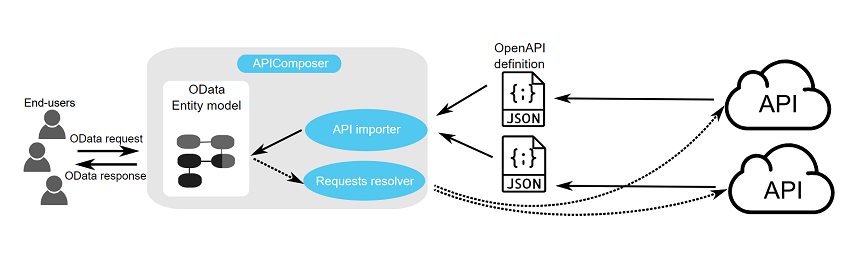 OpenAPI
definition
APIComposer
OData
Entity model
{;}
JSON
API
End-users
API importer
OData request
{;}
JSON
OData response
Requests resolver
API